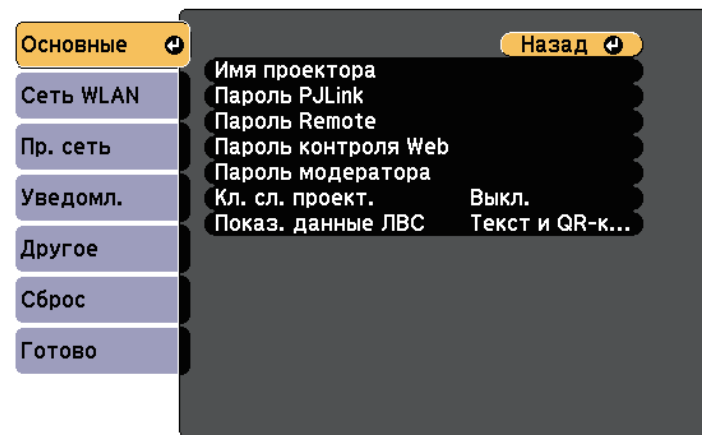 Основные
Сеть WLAN
Пр. сеть
Уведомл.
Другое
Сброс
Готово
Назад
Имя проектора
Пароль PJLink
Пароль Remote
Пароль контроля Web
Пароль модератора
Кл. сл. проект. Выкл.
Показ. данные ЛВС Текст и QR-к...